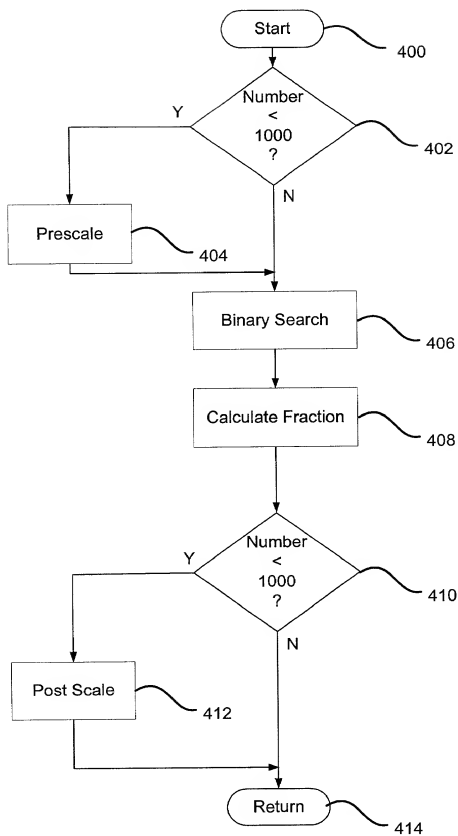 Start
400
Number
<
1000
?
402
Y
N
Prescale
404
Binary Search
406
Calculate Fraction
408
Number
<
1000
?
410
Y
N
Post Scale
412
Return
414